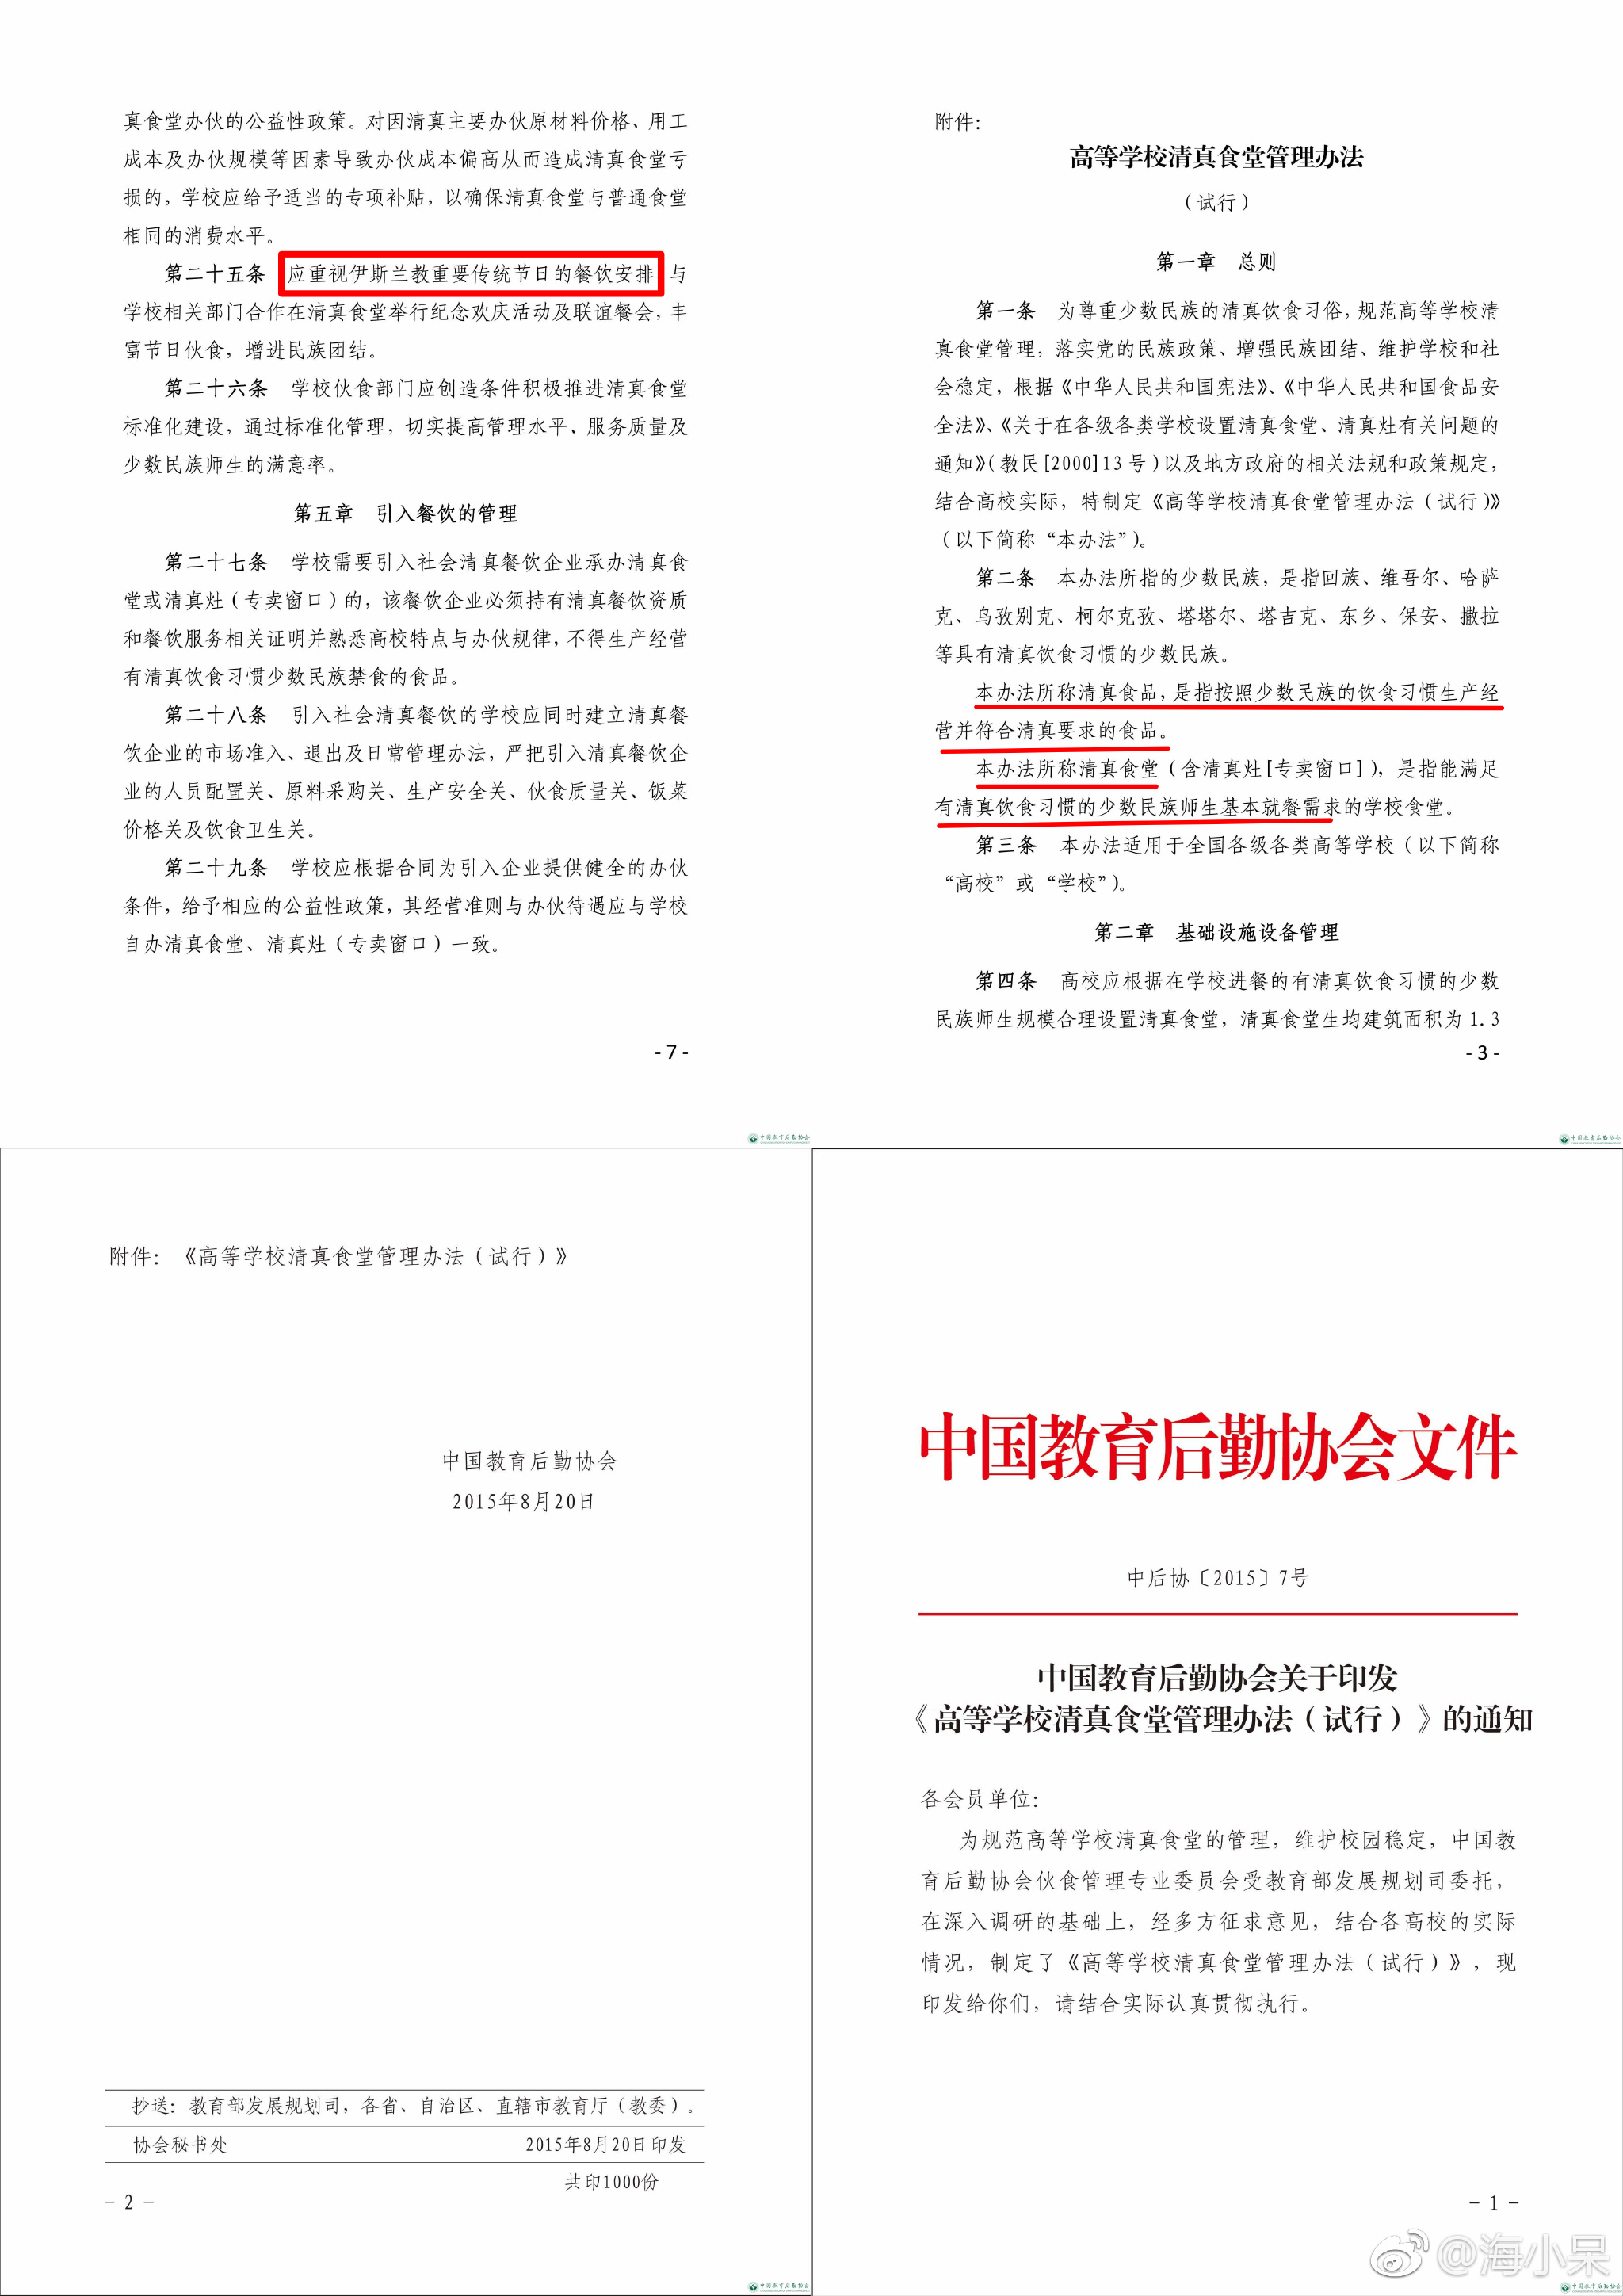 真食堂办伙的公益性政策。对因清真主要办伙原材料价格、用工
成本及办伙规模等因素导致办伙成本偏高从而造成清真食堂亏
损的，学校应给予适当的专项补贴，以确保清真食堂与普通食堂
相同的消费水平。
第二十五条 应重视伊斯兰教重要传统节日的餐饮安排 与
学校相关部门合作在清真食堂举行纪念欢庆活动及联谊餐会，丰
富节日伙食，增进民族团结。
第二十六条 学校伙食部门应创造条件积极推进清真食堂
标准化建设，通过标准化管理，切实提高管理水平、服务质量及
少数民族师生的满意率。
第五章 引入餐饮的管理
第二十七条 学校需要引入社会清真餐饮企业承办清真食
堂或清真灶（专卖窗口）的，该餐饮企业必须持有清真餐饮资质
和餐饮服务相关证明并熟悉高校特点与办伙规律，不得生产经营
有清真饮食习惯少数民族禁食的食品。
第二十八条 引入社会清真餐饮的学校应同时建立清真餐
饮企业的市场准入、退出及日常管理办法，严把引入清真餐饮企
业的人员配置关、原料采购关、生产安全关、伙食质量关、饭菜
价格关及饮食卫生关。
第二十九条 学校应根据合同为引入企业提供健全的办伙
条件，给予相应的公益性政策，其经营准则与办伙待遇应与学校
自办清真食堂、清真灶（专卖窗口）一致。
- 7 -
中国教育后勤协会
附件：
高等学校清真食堂管理办法
（试行）
第一章 总则
第一条 为尊重少数民族的清真饮食习俗，规范高等学校清
真食堂管理，落实党的民族政策、增强民族团结、维护学校和社
会稳定，根据《中华人民共和国宪法》、《中华人民共和国食品安
全法》、《关于在各级各类学校设置清真食堂、清真灶有关问题的
通知》（教民[2000]13号）以及地方政府的相关法规和政策规定，
结合高校实际，特制定《高等学校清真食堂管理办法（试行）》
（以下简称“本办法”）。
第二条 本办法所指的少数民族，是指回族、维吾尔、哈萨
克、乌孜别克、柯尔克孜、塔塔尔、塔吉克、东乡、保安、撒拉
等具有清真饮食习惯的少数民族。
本办法所称清真食品，是指按照少数民族的饮食习惯生产经
营并符合清真要求的食品。
本办法所称清真食堂（含清真灶[专卖窗口]），是指能满足
有清真饮食习惯的少数民族师生基本就餐需求的学校食堂。
第三条 本办法适用于全国各级各类高等学校（以下简称
“高校”或“学校”）。
第二章 基础设施设备管理
第四条 高校应根据在学校进餐的有清真饮食习惯的少数
民族师生规模合理设置清真食堂，清真食堂生均建筑面积为1.3
- 3 -
中国教育后勤协会
附件：《高等学校清真食堂管理办法（试行）》
中国教育后勤协会
2015年8月20日
抄送：教育部发展规划司，各省、自治区、直辖市教育厅（教委）。
协会秘书处 2015年8月20日印发
共印1000份
- 2 -
中国教育后勤协会
中国教育后勤协会文件
中后协〔2015〕7号
中国教育后勤协会关于印发
《高等学校清真食堂管理办法（试行）》的通知
各会员单位：
为规范高等学校清真食堂的管理，维护校园稳定，中国教
育后勤协会伙食管理专业委员会受教育部发展规划司委托，
在深入调研的基础上，经多方征求意见，结合各高校的实际
情况，制定了《高等学校清真食堂管理办法（试行）》，现
印发给你们，请结合实际认真贯彻执行。
- 1 -
@海小呆
中国教育后勤协会